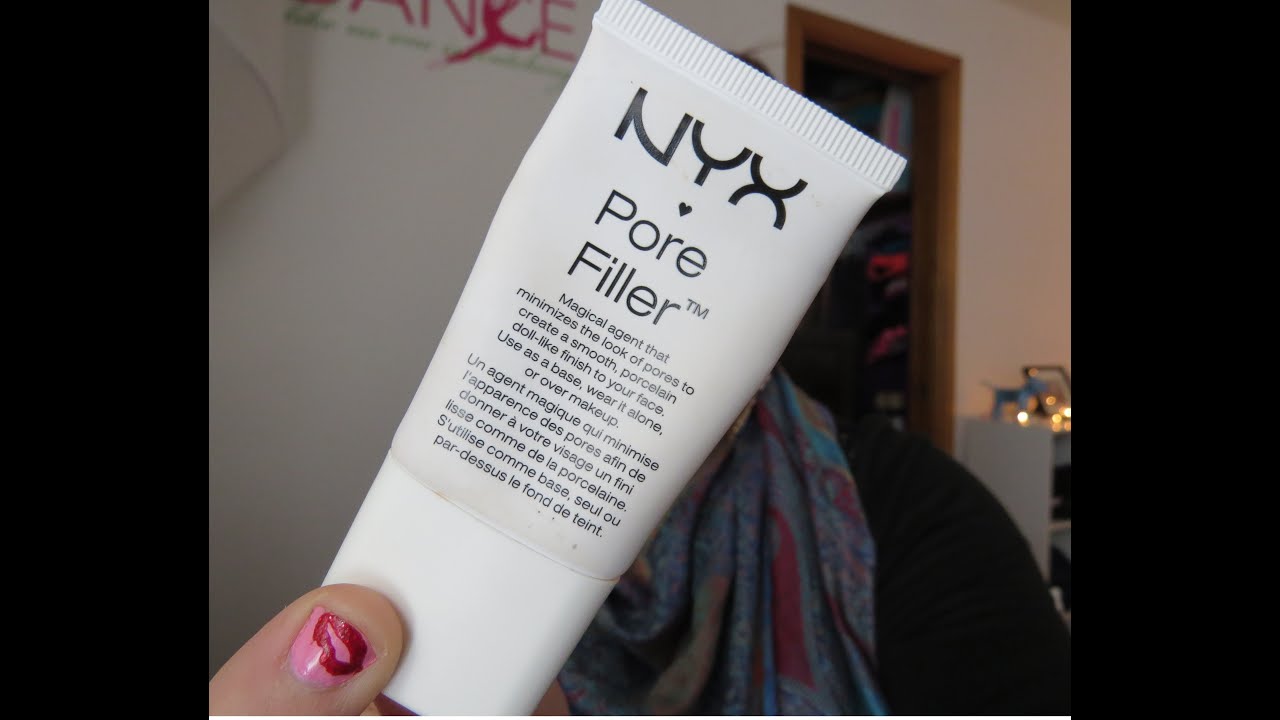 DANCE
NYX
Pore
Filler™
Magical agent that
minimizes the look of pores to
create a smooth, porcelain
doll-like finish to your face.
Use as a base, wear it alone,
or over makeup.
Un agent magique qui minimise
l'apparence des pores afin de
donner à votre visage un fini
lisse comme de la porcelaine.
S'utilise comme base, seul ou
par-dessus le fond de teint.